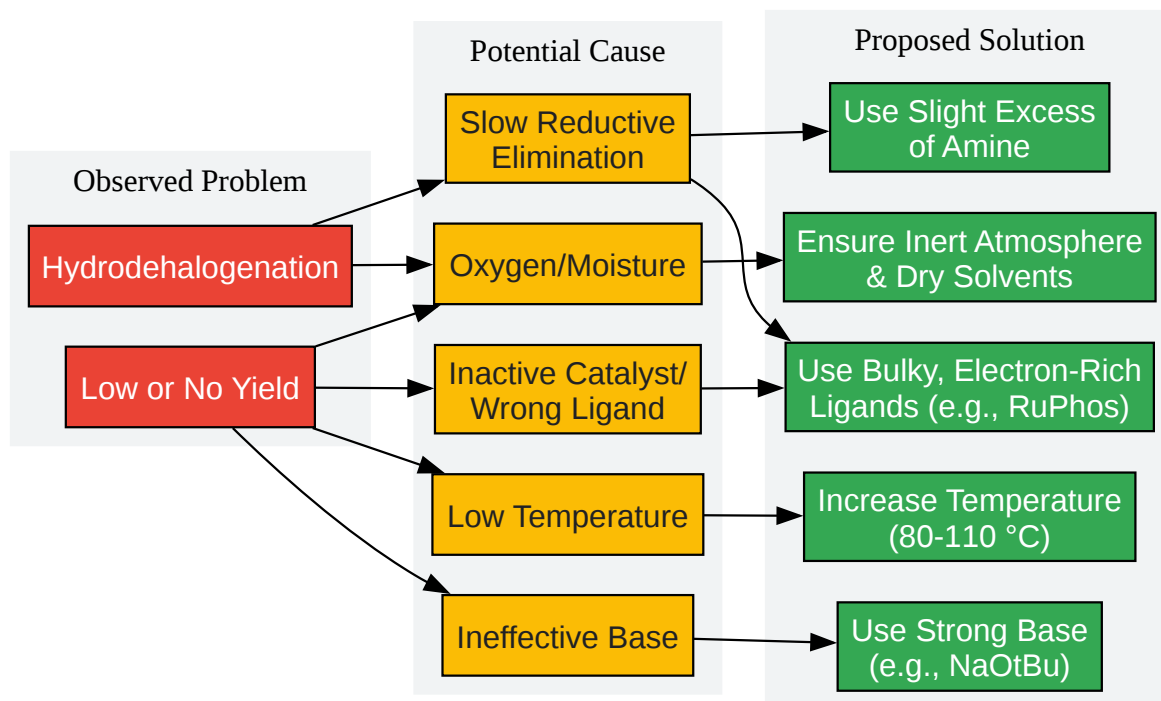 Observed Problem
Hydrodehalogenation
Low or No Yield
Potential Cause
Slow Reductive
Elimination
Oxygen/Moisture
Inactive Catalyst/
Wrong Ligand
Low Temperature
Ineffective Base
Proposed Solution
Use Slight Excess
of Amine
Ensure Inert Atmosphere
& Dry Solvents
Use Bulky, Electron-Rich
Ligands (e.g., RuPhos)
Increase Temperature
(80-110 °C)
Use Strong Base
(e.g., NaOtBu)